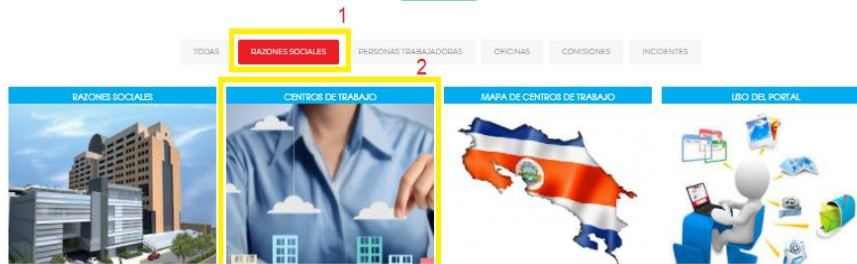 1
TODAS RAZONES SOCIALES PERSONAS TRABAJADORAS OFICINAS COMISIONES INCIDENTES
2
RAZONES SOCIALES CENTROS DE TRABAJO MAPA DE CENTROS DE TRABAJO USO DEL PORTAL